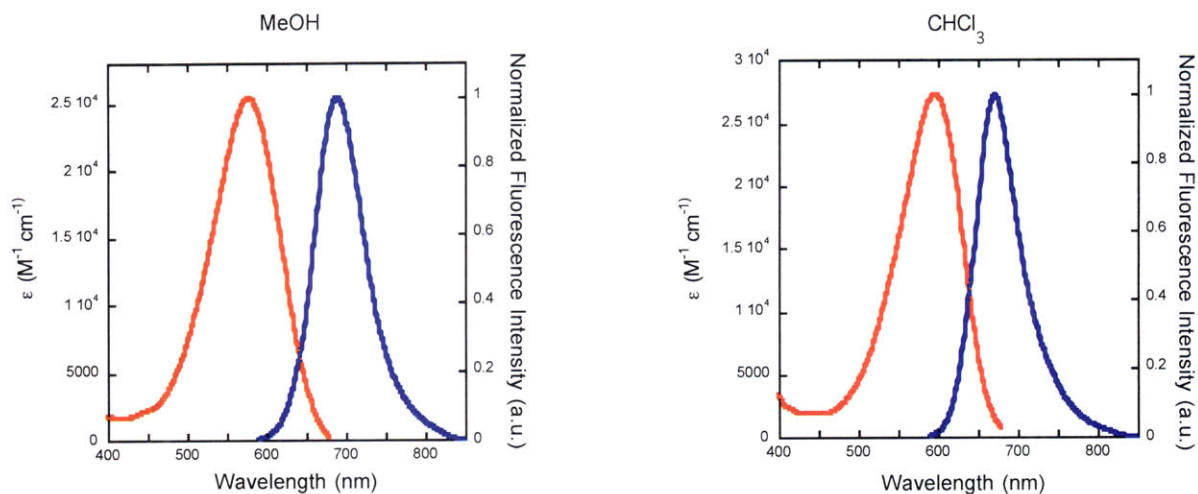 MeOH
ε (M⁻¹ cm⁻¹)
2.5 10⁴
2 10⁴
1.5 10⁴
1 10⁴
5000
0
1
0.8
0.6
0.4
0.2
0
Normalized Fluorescence Intensity (a.u.)
400 500 600 700 800
Wavelength (nm)
CHCl₃
ε (M⁻¹ cm⁻¹)
3 10⁴
2.5 10⁴
2 10⁴
1.5 10⁴
1 10⁴
5000
0
1
0.8
0.6
0.4
0.2
0
Normalized Fluorescence Intensity (a.u.)
400 500 600 700 800
Wavelength (nm)